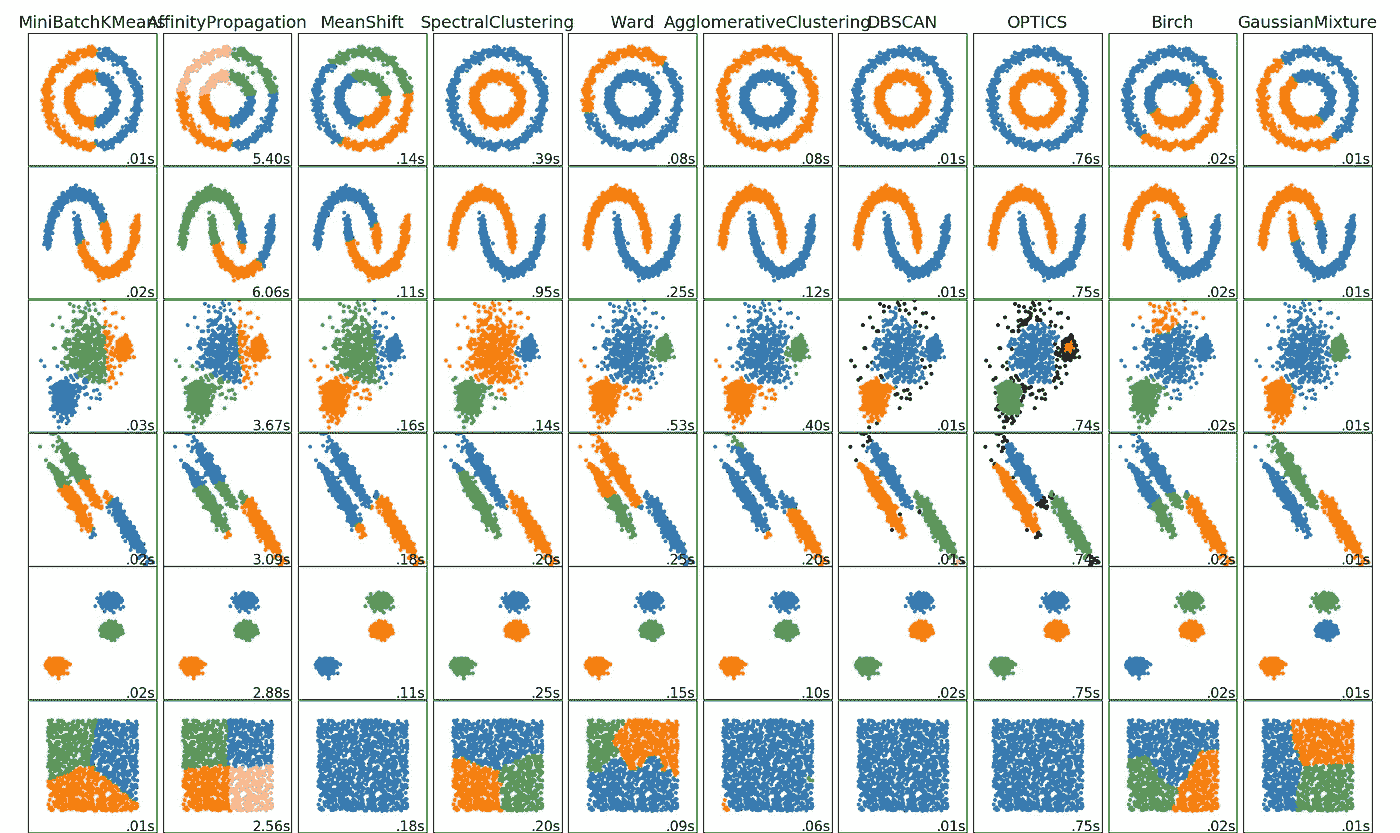 MiniBatchKMeans AffinityPropagation MeanShift SpectralClustering Ward AgglomerativeClustering DBSCAN OPTICS Birch GaussianMixture
.01s 5.40s .14s .39s .08s .08s .01s .76s .02s .01s
.02s 6.06s .11s .95s .25s .12s .01s .75s .02s .01s
.03s 3.67s .16s .14s .53s .40s .01s .74s .02s .01s
.02s 3.09s .18s .20s .25s .20s .01s .74s .02s .01s
.02s 2.88s .11s .25s .15s .10s .02s .75s .02s .01s
.01s 2.56s .18s .20s .09s .06s .01s .75s .01s .01s